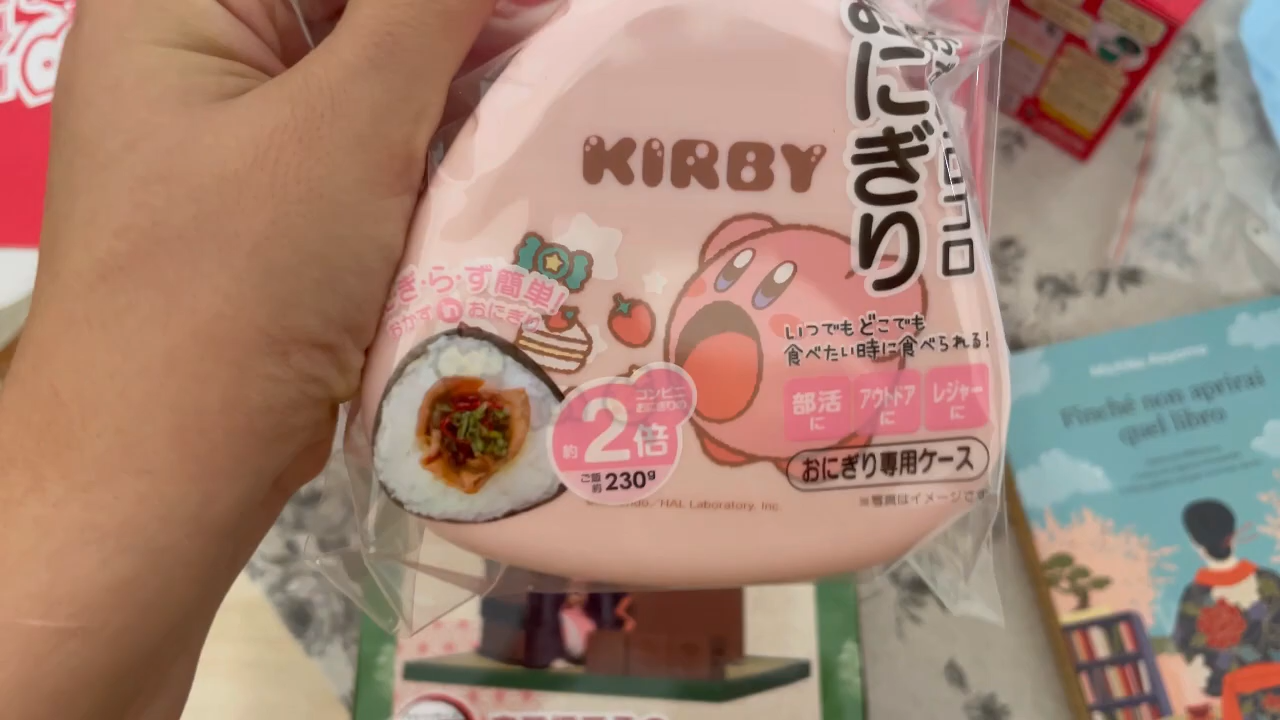 おにぎり
コロ
KIRBY
ぎ・ら・ず簡単!
おかず in おにぎり
いつでもどこでも
食べたい時に食べられる!
コンビニ
おにぎりの
約2倍
ご飯
約230g
部活に
アウトドアに
レジャーに
おにぎり専用ケース
※写真はイメージです
HAL Laboratory, Inc.
Finché non aprirai
quel libro